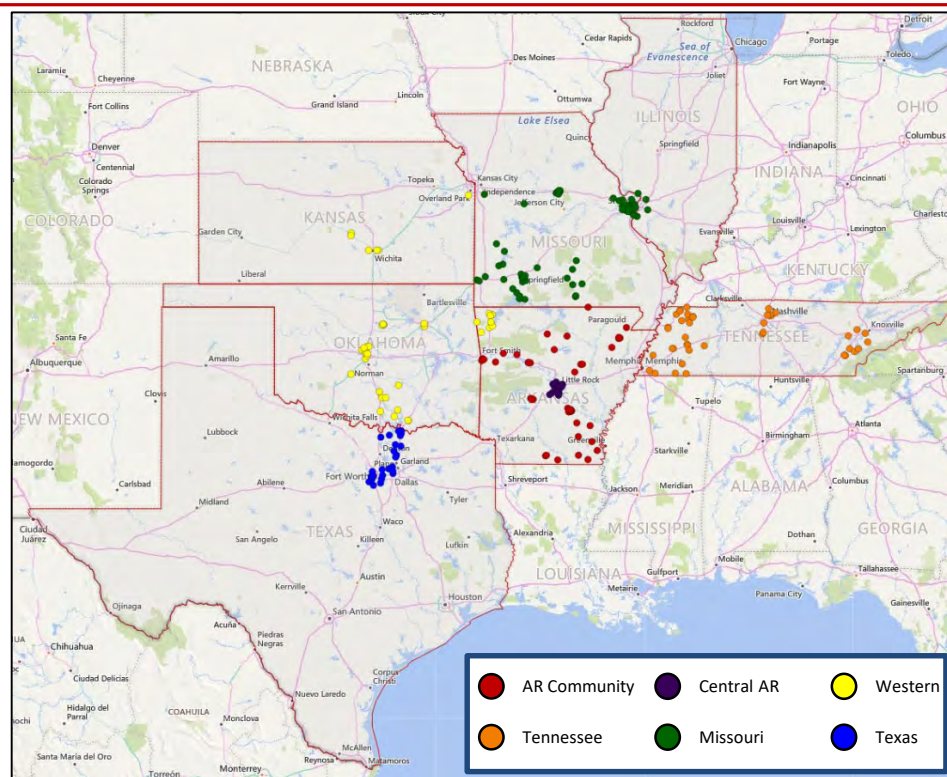 Sioux City
Rockford
Detroit
Cedar Rapids
Sea of
Evanescence
Chicago
Portage
Toledo
Laramie
Cheyenne
NEBRASKA
Des Moines
Joliet
Fort Wayne
Fort Collins
Lincoln
Grand Island
Ottumwa
OHIO
Lake Elsea
Quincy
ILLINOIS
Denver
Centennial
Springfield
Indianapolis
Columbus
INDIANA
Colorado
Springs
Topeka
Kansas City
Independence
Overland Park
Jefferson City
Cincinnati
COLORADO
KANSAS
MISSOURI
Louisville
Charleston
Garden City
Evansville
Lexington
Wichita
KENTUCKY
Liberal
Springfield
Bartlesville
Clarksville
Nashville
Paragould
TENNESSEE
Knoxville
Santa Fe
OKLAHOMA
Fort Smith
Memphis
Memphis
Amarillo
Albuquerque
Norman
Little Rock
Huntsville
Spartanburg
ARKANSAS
Tupelo
Clovis
NEW MEXICO
Wichita Falls
Atlanta
Birmingham
Lubbock
Texarkana
Greenville
Starkville
Plano
Garland
Alamogordo
Carlsbad
Fort Worth
Dallas
Shreveport
ALABAMA
Abilene
Tyler
Jackson
Meridian
Columbus
Midland
Ciudad
Juárez
Waco
MISSISSIPPI
GEORGIA
TEXAS
San Angelo
Killeen
Lufkin
Alexandria
Dothan
LOUISIANA
Mobile
Tallahassee
Kerrville
Austin
Gulfport
Metairie
Panama City
Ojinaga
Houston
Gainesville
Acuña
San Antonio
Chihuahua
Piedras
Negras
Ciudad Delicias
Corpus
Christi
Nuevo Laredo
Hidalgo del
Parral
COAHUILA
Monclova
McAllen
Santa María del Oro
Reynosa
Matamoros
Torreón
Monterrey
AR Community
Central AR
Western
Tennessee
Missouri
Texas